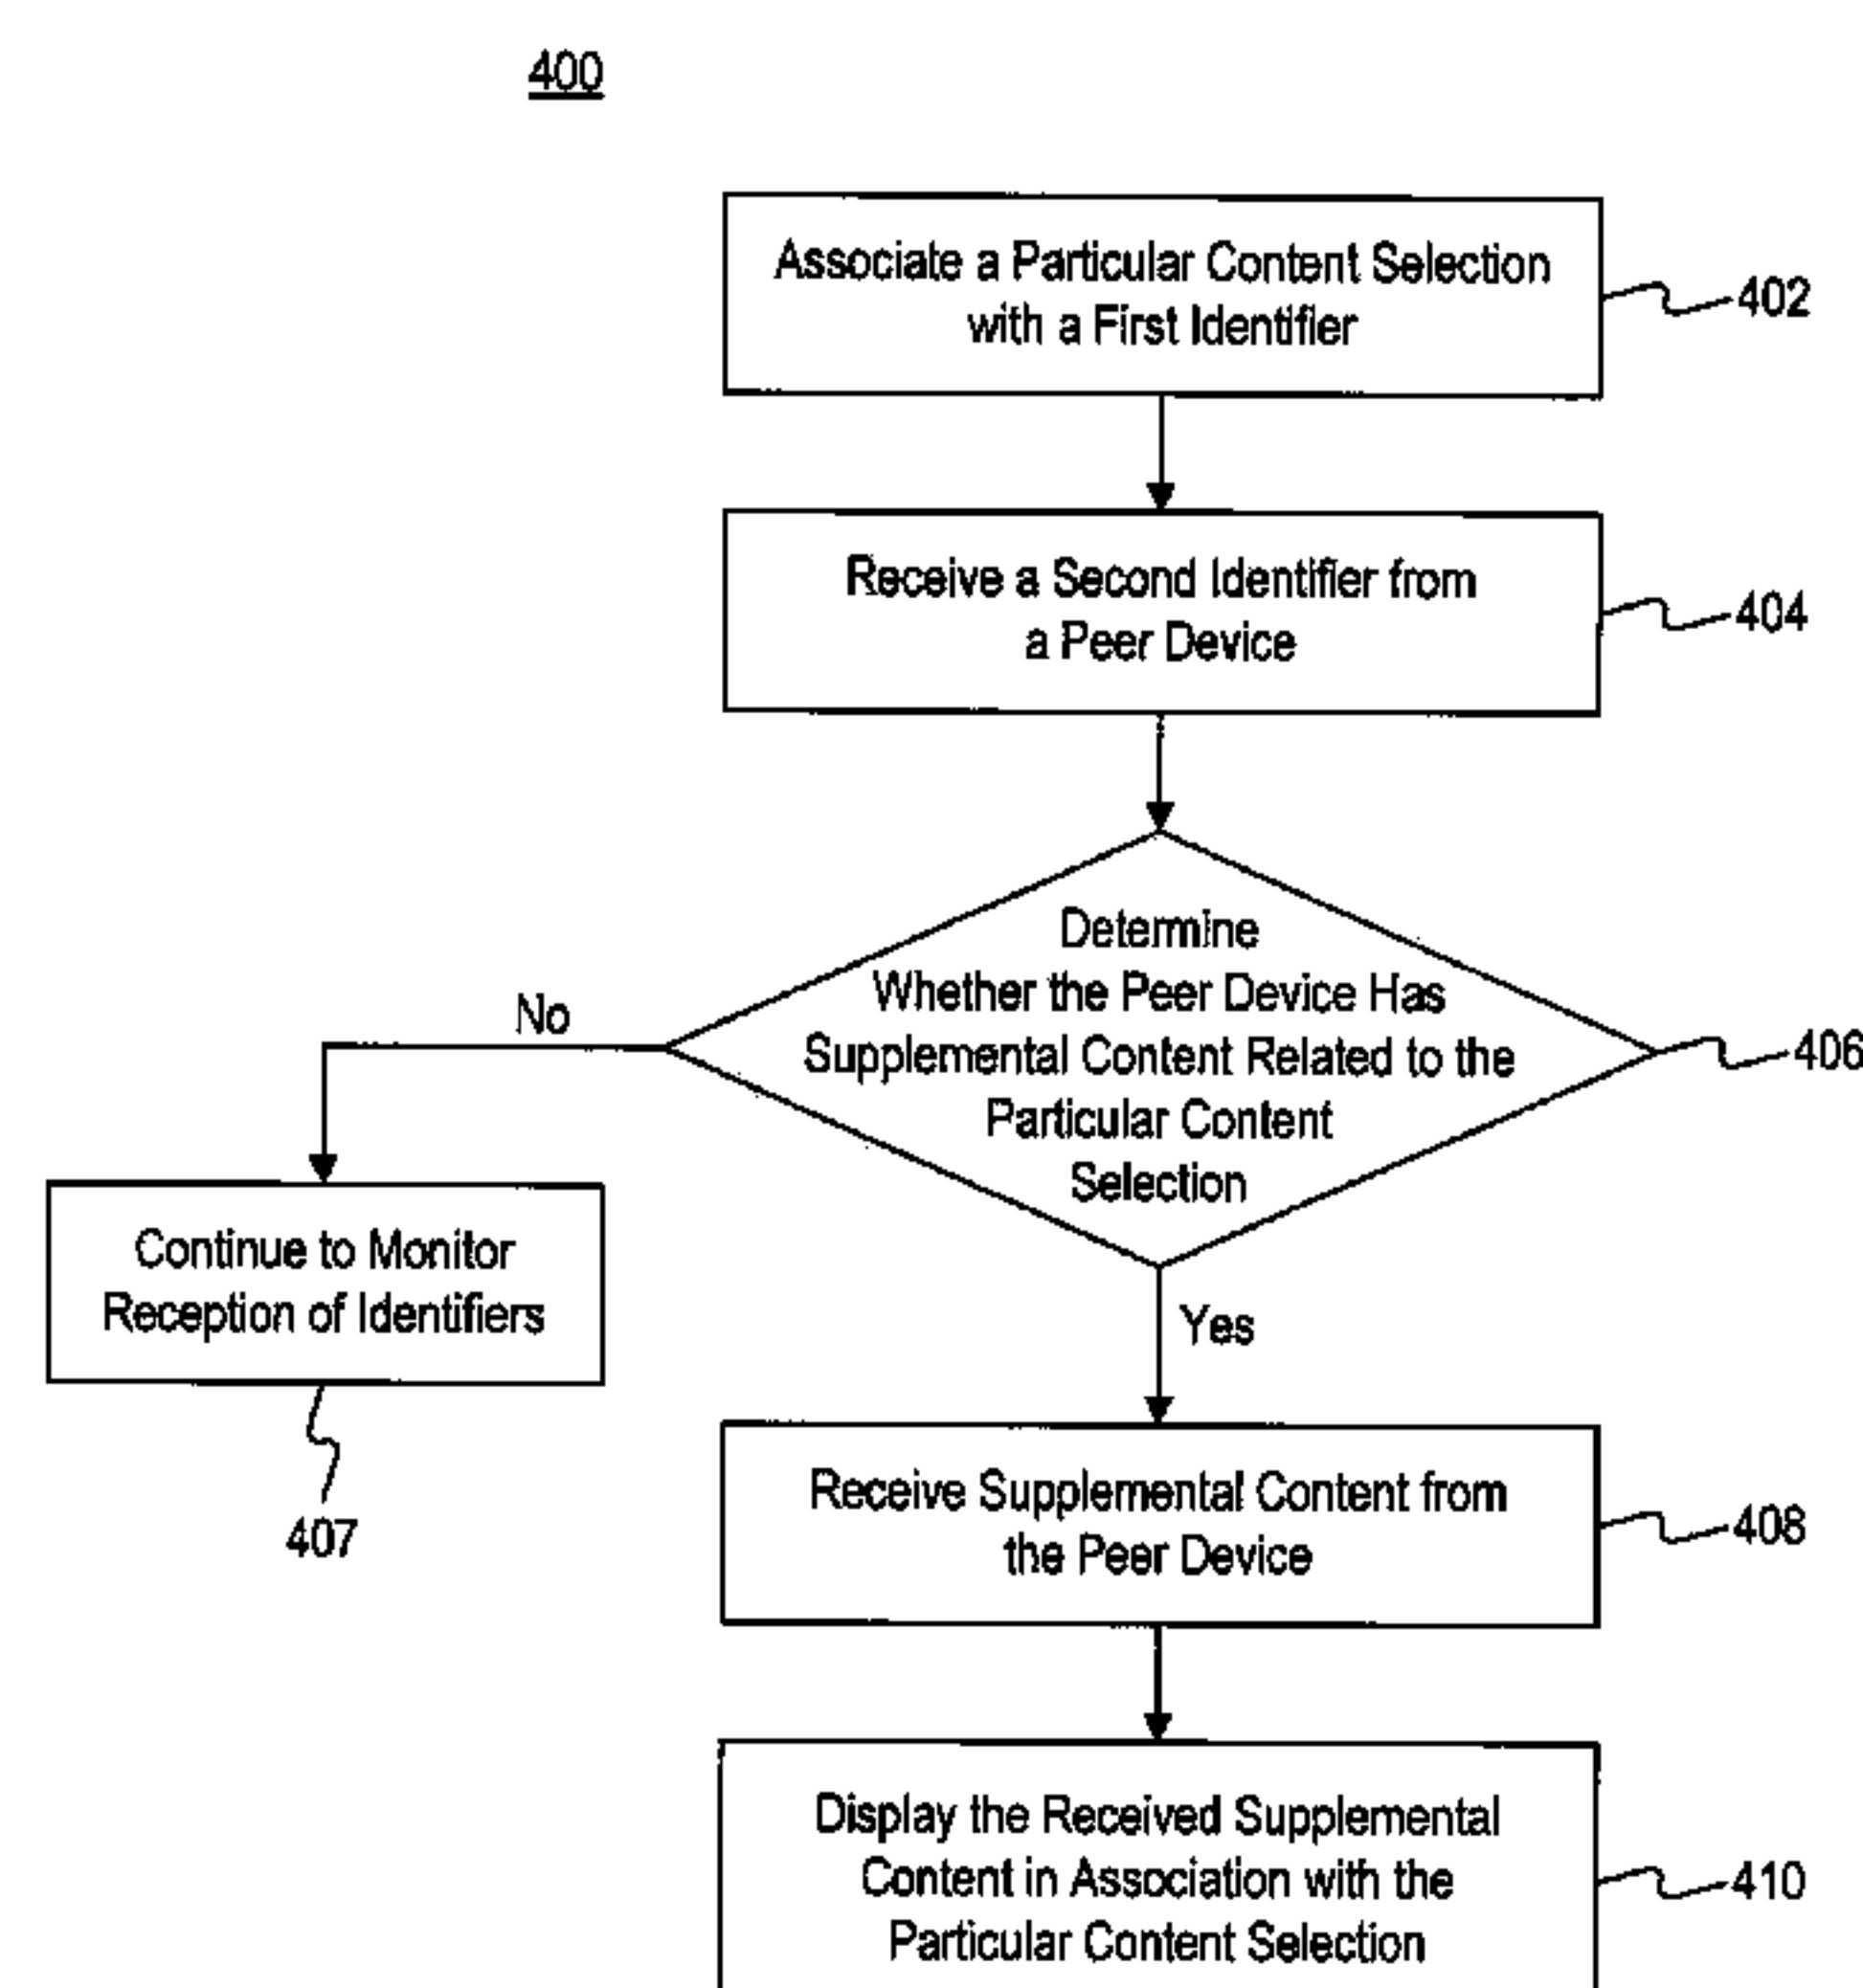 400
Associate a Particular Content Selection
with a First Identifier
402
Receive a Second Identifier from
a Peer Device
404
Determine
Whether the Peer Device Has
Supplemental Content Related to the
Particular Content
Selection
406
No
Continue to Monitor
Reception of Identifiers
407
Yes
Receive Supplemental Content from
the Peer Device
408
Display the Received Supplemental
Content in Association with the
Particular Content Selection
410